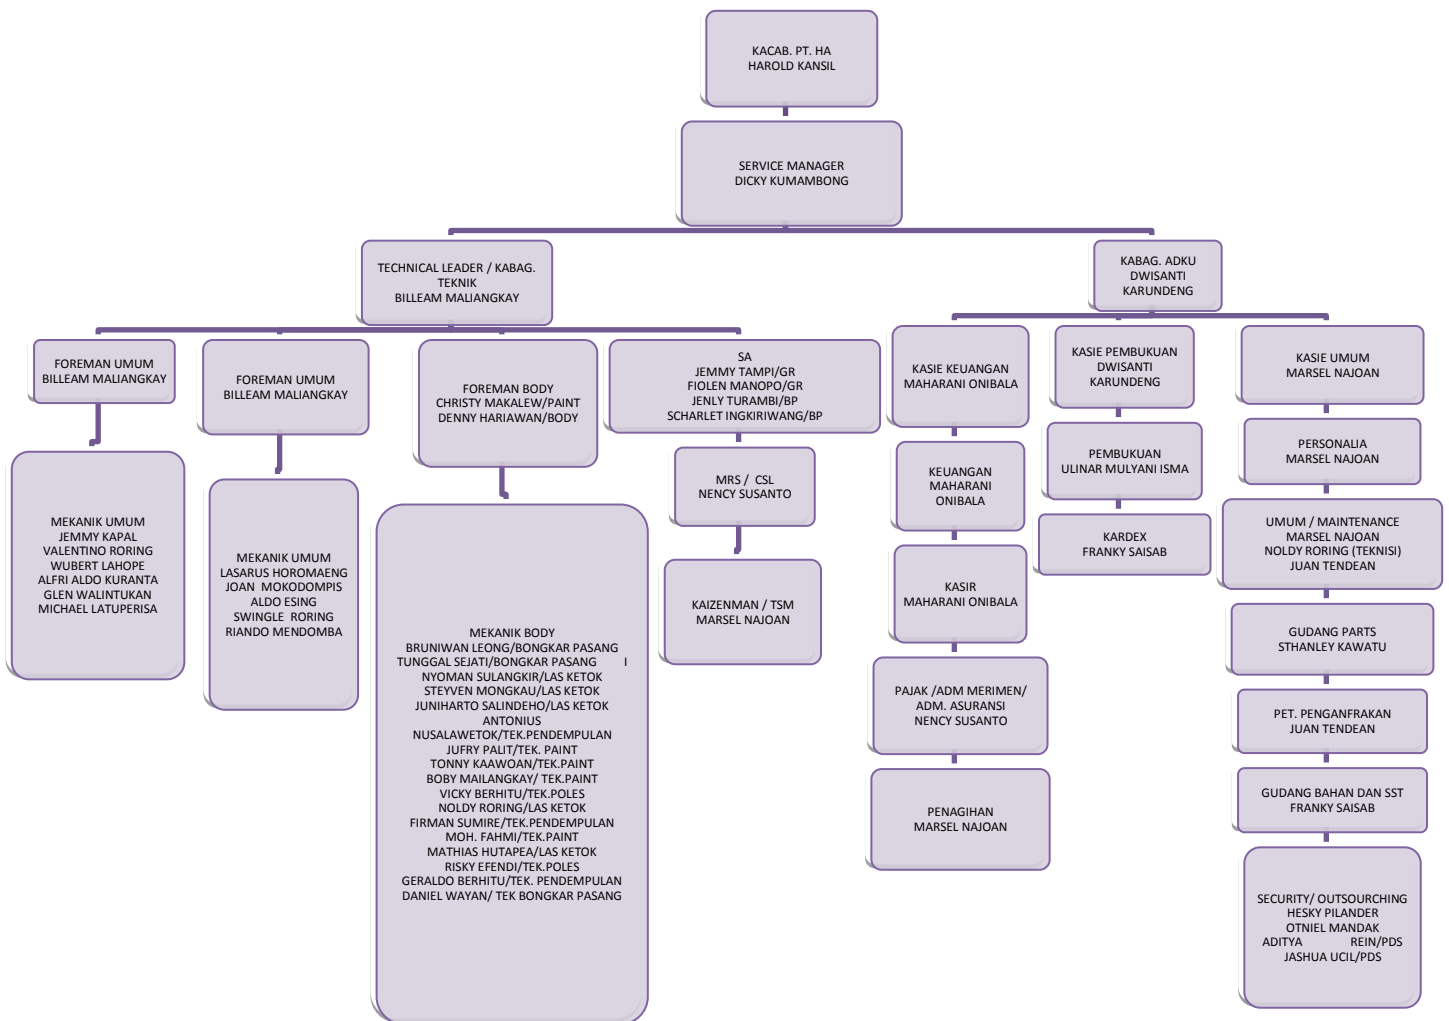 KACAB. PT. HA
HAROLD KANSIL
SERVICE MANAGER
DICKY KUMAMBONG
TECHNICAL LEADER / KABAG.
TEKNIK
BILLEAM MALIANGKAY
KABAG. ADKU
DWISANTI
KARUNDENG
FOREMAN UMUM
BILLEAM MALIANGKAY
FOREMAN UMUM
BILLEAM MALIANGKAY
FOREMAN BODY
CHRISTY MAKALEW/PAINT
DENNY HARIAWAN/BODY
SA
JEMMY TAMPI/GR
FIOLEN MANOPO/GR
JENLY TURAMBI/BP
SCHARLET INGKIRIWANG/BP
KASIE KEUANGAN
MAHARANI ONIBALA
KASIE PEMBUKUAN
DWISANTI
KARUNDENG
KASIE UMUM
MARSEL NAJOAN
MEKANIK UMUM
JEMMY KAPAL
VALENTINO RORING
WUBERT LAHOPE
ALFRI ALDO KURANTA
GLEN WALINTUKAN
MICHAEL LATUPERISA
MEKANIK UMUM
LASARUS HOROMAENG
JOAN  MOKODOMPIS
ALDO ESING
SWINGLE  RORING
RIANDO MENDOMBA
MEKANIK BODY
BRUNIWAN LEONG/BONGKAR PASANG
TUNGGAL SEJATI/BONGKAR PASANG I
NYOMAN SULANGKIR/LAS KETOK
STEYVEN MONGKAU/LAS KETOK
JUNIHARTO SALINDEHO/LAS KETOK
ANTONIUS
NUSALAWETOK/TEK.PENDEMPULAN
JUFRY PALIT/TEK. PAINT
TONNY KAAWOAN/TEK.PAINT
BOBY MAILANGKAY/ TEK.PAINT
VICKY BERHITU/TEK.POLES
NOLDY RORING/LAS KETOK
FIRMAN SUMIRE/TEK.PENDEMPULAN
MOH. FAHMI/TEK.PAINT
MATHIAS HUTAPEA/LAS KETOK
RISKY EFENDI/TEK.POLES
GERALDO BERHITU/TEK. PENDEMPULAN
DANIEL WAYAN/ TEK BONGKAR PASANG
MRS /  CSL
NENCY SUSANTO
KAIZENMAN / TSM
MARSEL NAJOAN
KEUANGAN
MAHARANI
ONIBALA
KASIR
MAHARANI ONIBALA
PAJAK /ADM MERIMEN/
ADM. ASURANSI
NENCY SUSANTO
PENAGIHAN
MARSEL NAJOAN
PEMBUKUAN
ULINAR MULYANI ISMA
KARDEX
FRANKY SAISAB
PERSONALIA
MARSEL NAJOAN
UMUM / MAINTENANCE
MARSEL NAJOAN
NOLDY RORING (TEKNISI)
JUAN TENDEAN
GUDANG PARTS
STHANLEY KAWATU
PET. PENGANFRAKAN
JUAN TENDEAN
GUDANG BAHAN DAN SST
FRANKY SAISAB
SECURITY/ OUTSOURCHING
HESKY PILANDER
OTNIEL MANDAK
ADITYA REIN/PDS
JASHUA UCIL/PDS